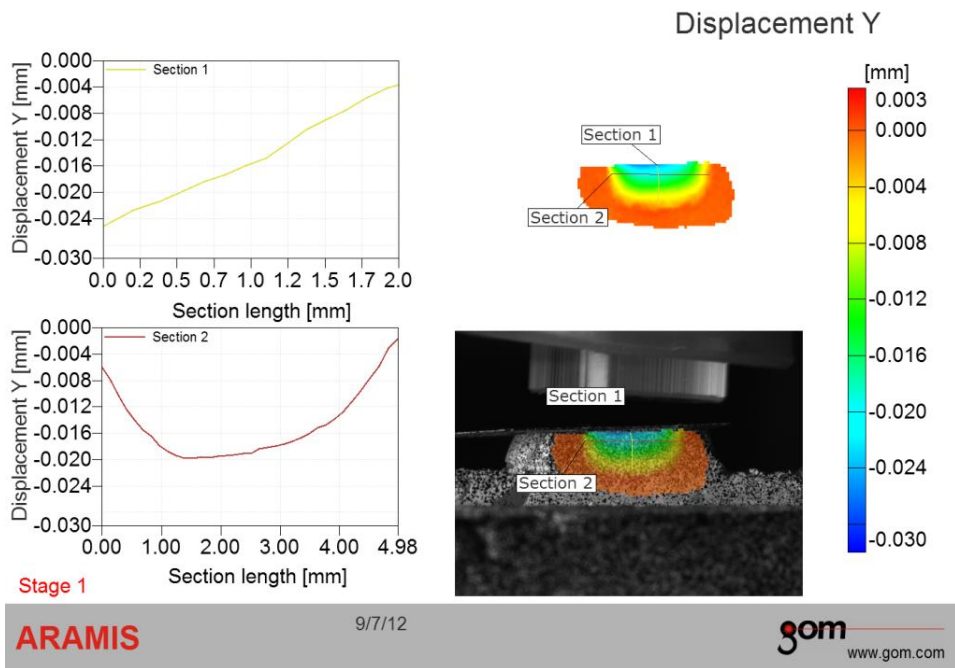 Displacement Y
Displacement Y [mm]
0.000
-0.004
-0.008
-0.012
-0.016
-0.020
-0.024
-0.030
Section 1
0.0 0.2 0.5 0.7 1.0 1.2 1.5 1.7 2.0
Section length [mm]
Section 1
Section 2
[mm]
0.003
0.000
-0.004
-0.008
-0.012
-0.016
-0.020
-0.024
-0.030
Displacement Y [mm]
0.000
-0.004
-0.008
-0.012
-0.016
-0.020
-0.024
-0.030
Section 2
0.00 1.00 2.00 3.00 4.00 4.98
Section length [mm]
Section 1
Section 2
Stage 1
ARAMIS
9/7/12
gom
www.gom.com